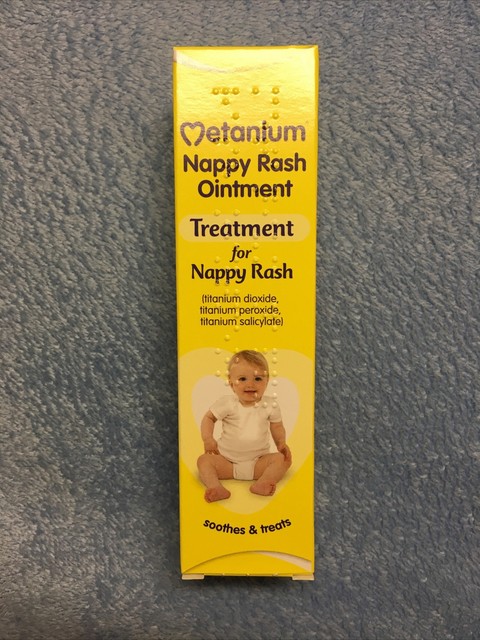 Metanium
Nappy Rash
Ointment
Treatment
for
Nappy Rash
(titanium dioxide,
titanium peroxide,
titanium salicylate)
soothes & treats